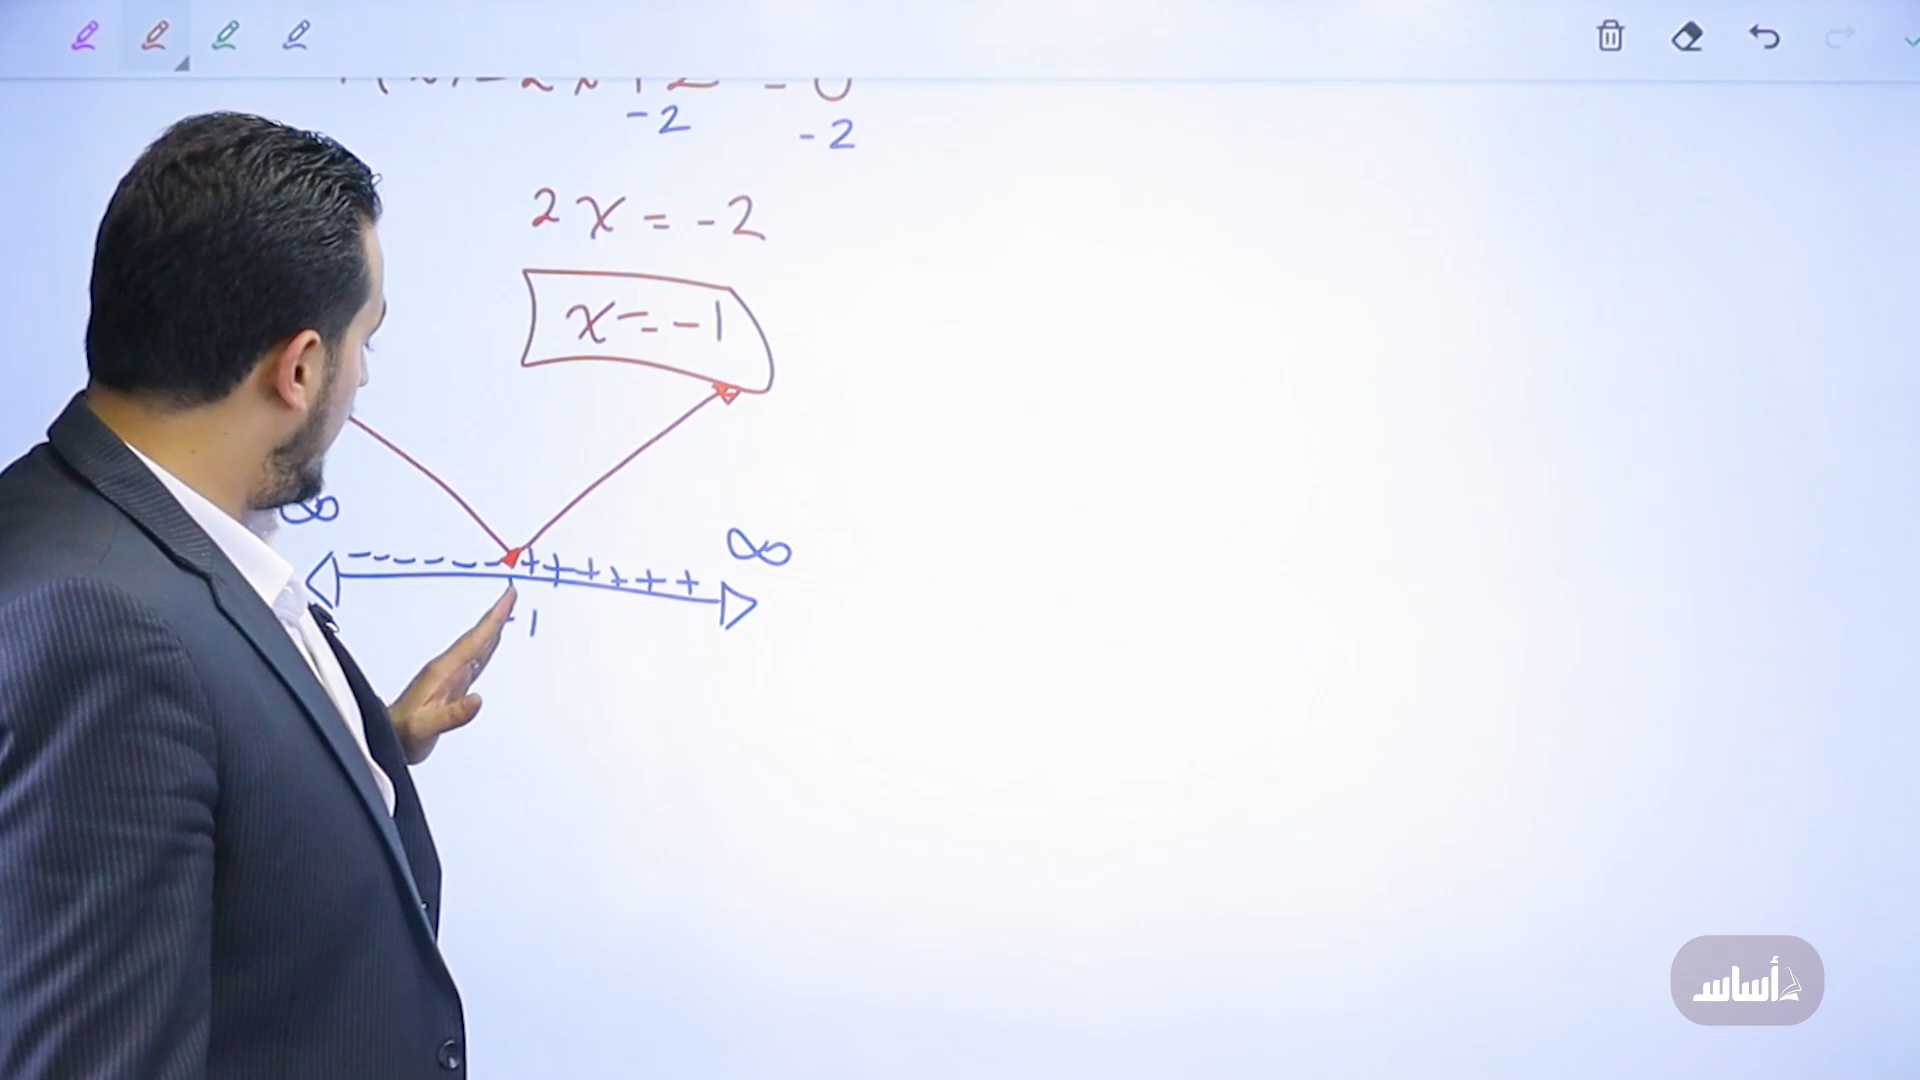 -2 -2
2x = -2
x = -1
∞ ∞
- - - - - - + + + + + +
-1
أساس